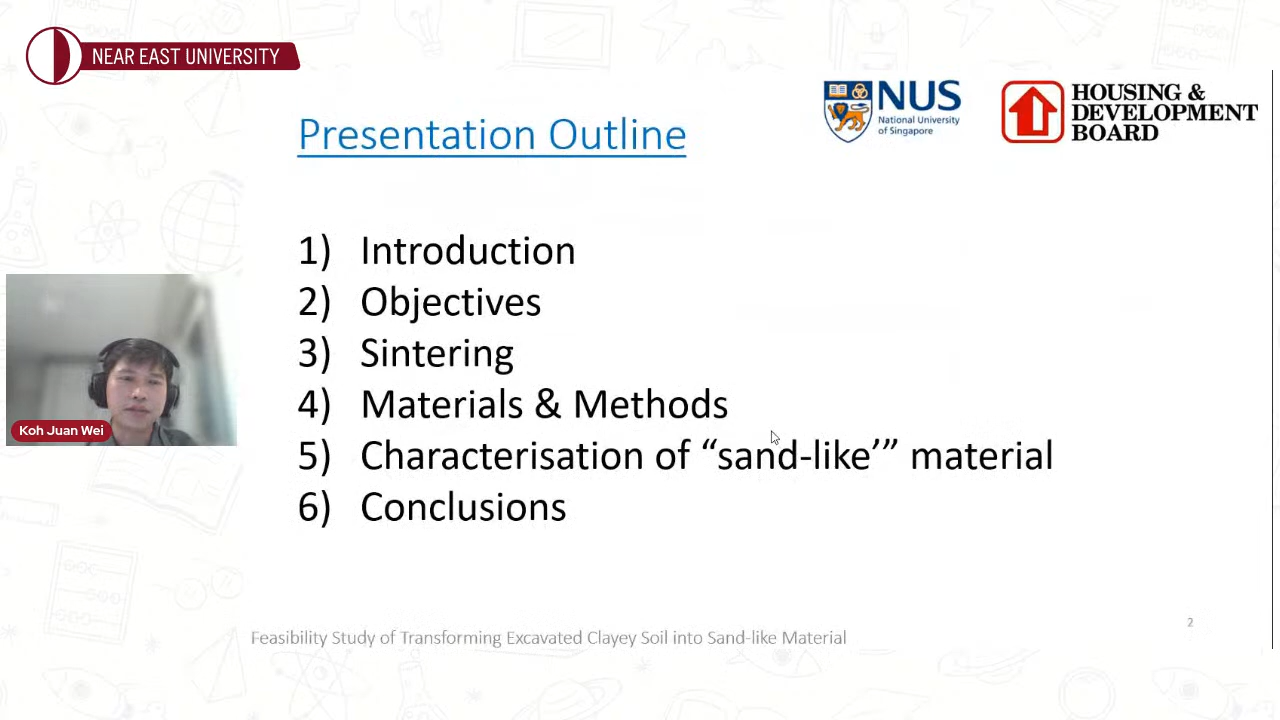 NEAR EAST UNIVERSITY
NUS
National University
of Singapore
HOUSING &
DEVELOPMENT
BOARD
Presentation Outline
1) Introduction
2) Objectives
3) Sintering
4) Materials & Methods
5) Characterisation of “sand-like’” material
6) Conclusions
Koh Juan Wei
2
Feasibility Study of Transforming Excavated Clayey Soil into Sand-like Material